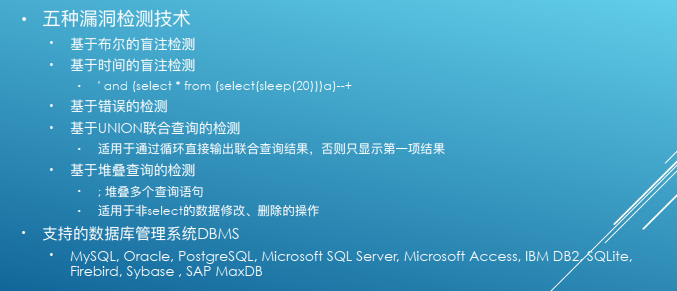 五种漏洞检测技术
基于布尔的盲注检测
基于时间的盲注检测
' and (select * from (select(sleep(20)))a)--+
基于错误的检测
基于UNION联合查询的检测
适用于通过循环直接输出联合查询结果，否则只显示第一项结果
基于堆叠查询的检测
; 堆叠多个查询语句
适用于非select的数据修改、删除的操作
支持的数据库管理系统DBMS
MySQL, Oracle, PostgreSQL, Microsoft SQL Server, Microsoft Access, IBM DB2, SQLite,
Firebird, Sybase , SAP MaxDB